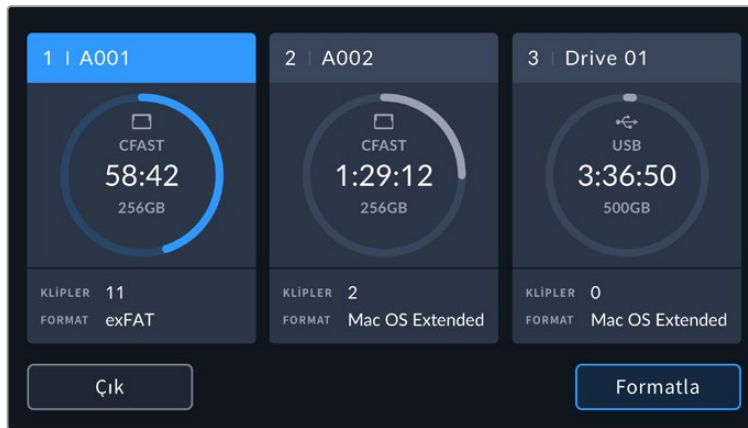 1 | A001
CFAST
58:42
256GB
KLİPLER 11
FORMAT exFAT
2 | A002
CFAST
1:29:12
256GB
KLİPLER 2
FORMAT Mac OS Extended
3 | Drive 01
USB
3:36:50
500GB
KLİPLER 0
FORMAT Mac OS Extended
Çık
Formatla